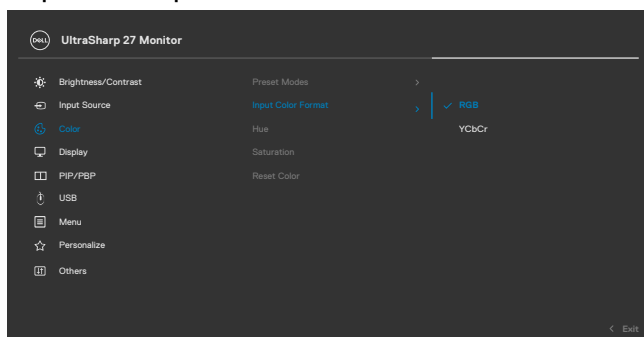 DELL UltraSharp 27 Monitor
Brightness/Contrast Preset Modes
Input Source Input Color Format RGB
Color Hue YCbCr
Display Saturation
PIP/PBP Reset Color
USB
Menu
Personalize
Others
Exit